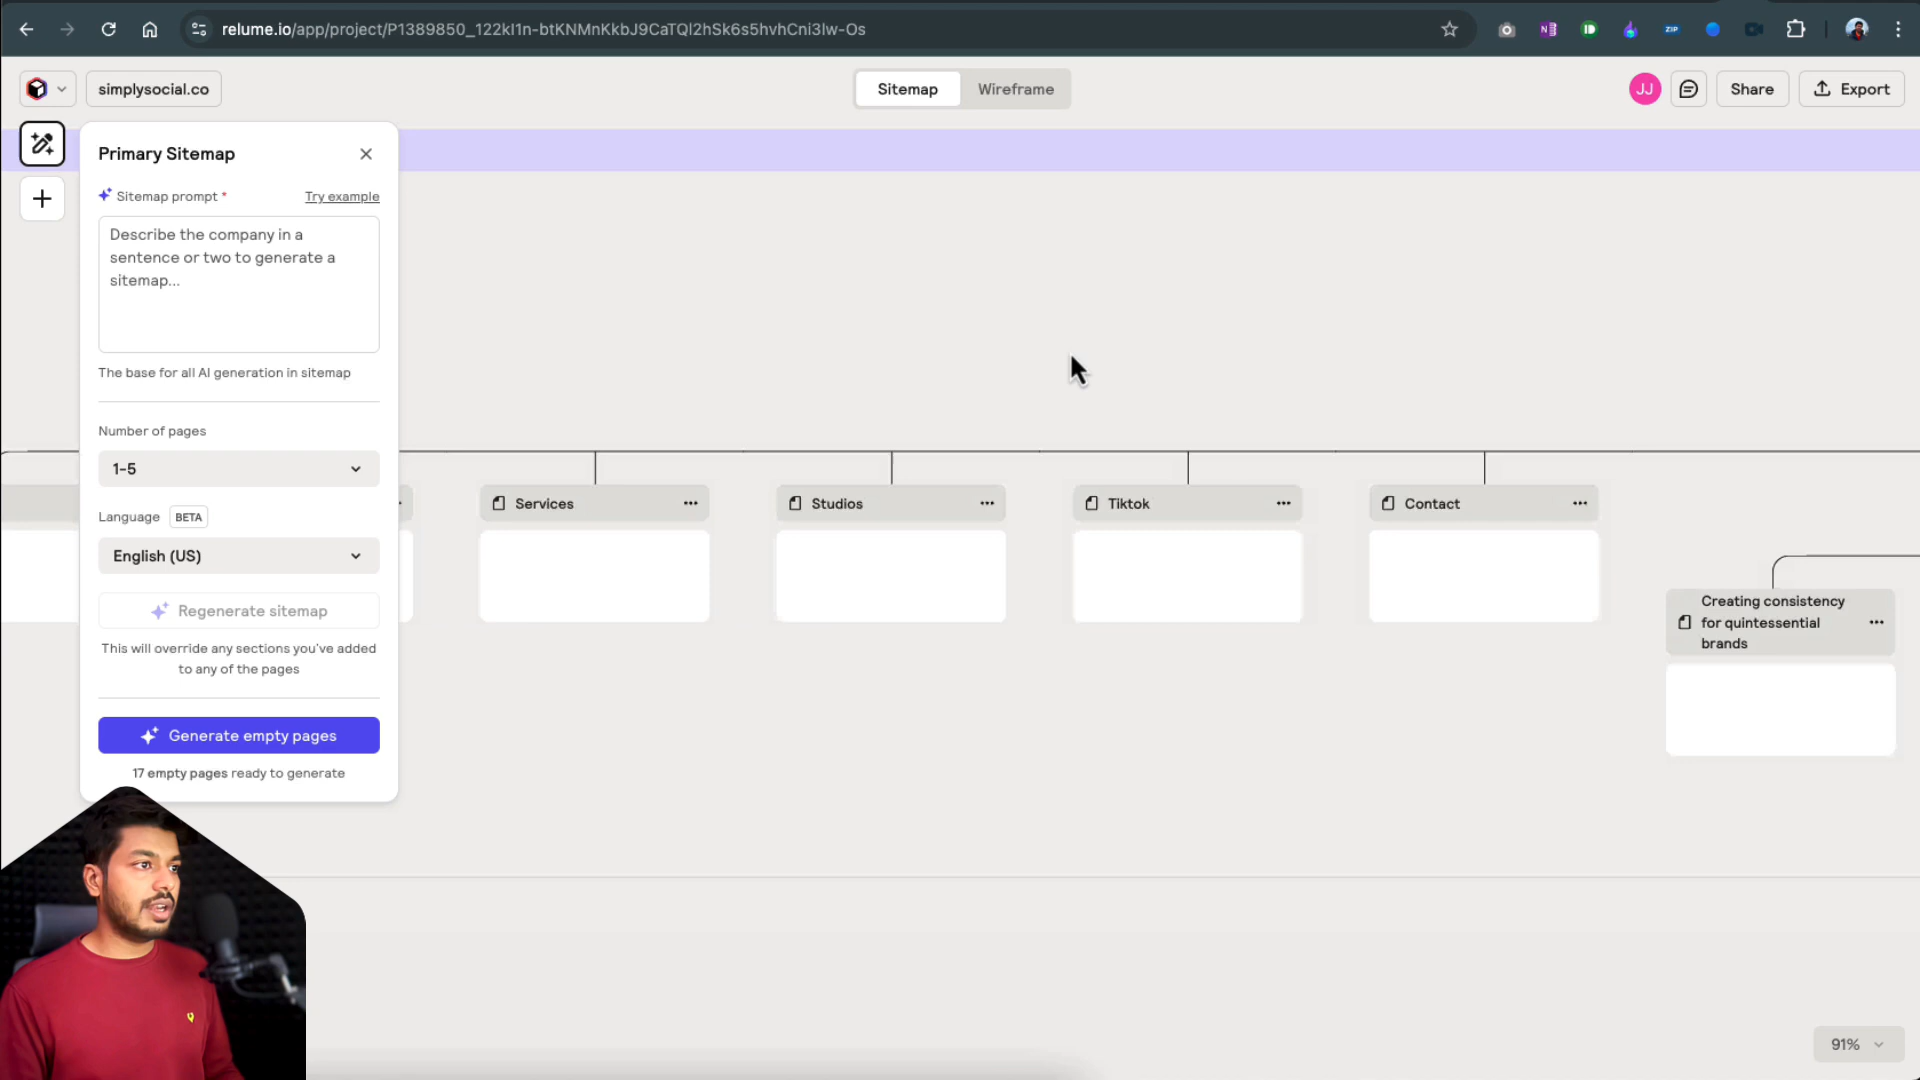 relume.io/app/project/P1389850_122kI1n-btKNMnKkbJ9CaTQl2hSk6s5hvhCni3Iw-Os
simplysocial.co
Sitemap
Wireframe
JJ
Share
Export
Primary Sitemap
Sitemap prompt *
Try example
Describe the company in a
sentence or two to generate a
sitemap...
The base for all AI generation in sitemap
Number of pages
1-5
Language BETA
English (US)
Regenerate sitemap
This will override any sections you've added
to any of the pages
Generate empty pages
17 empty pages ready to generate
Services
Studios
Tiktok
Contact
Creating consistency
for quintessential
brands
91%